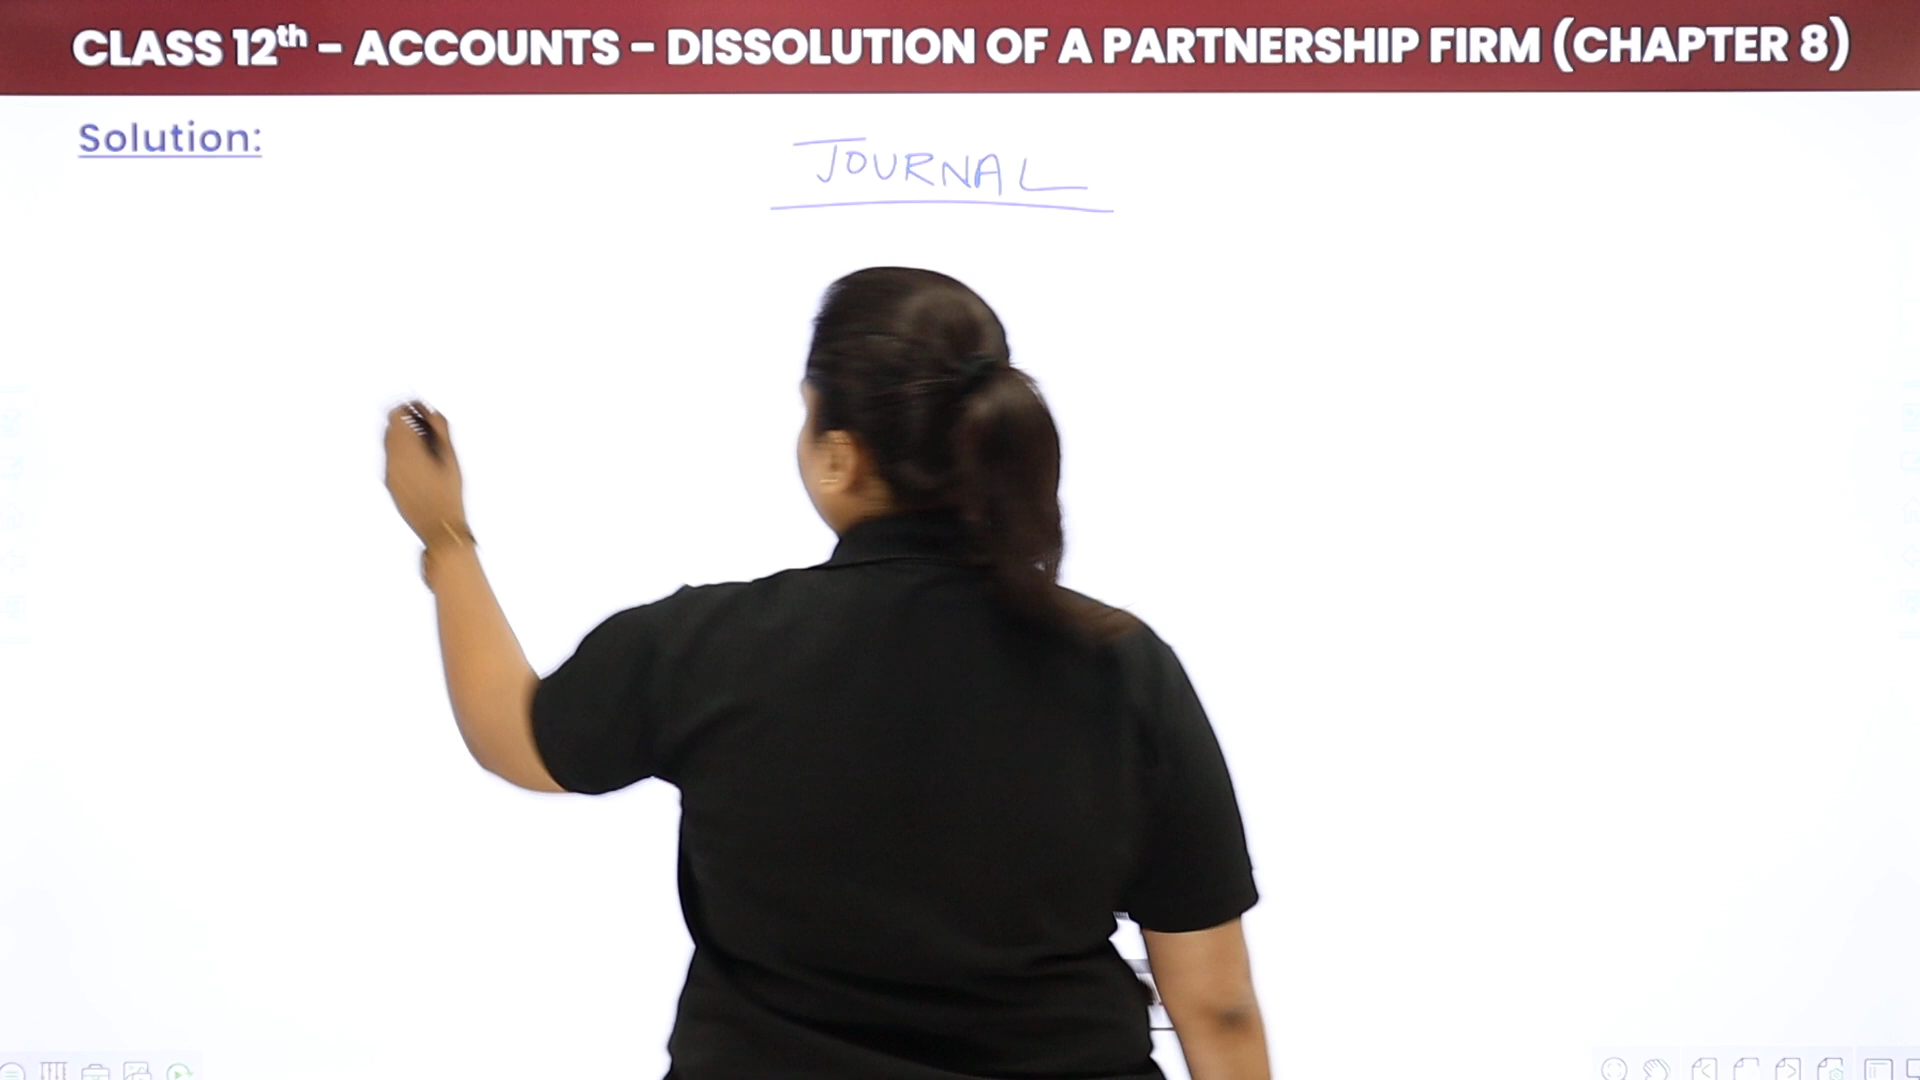 CLASS 12th - ACCOUNTS - DISSOLUTION OF A PARTNERSHIP FIRM (CHAPTER 8)
Solution:
JOURNAL